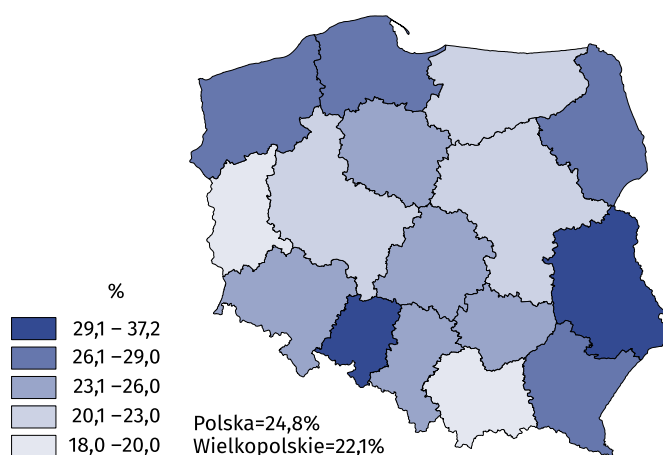 %
29,1 – 37,2
26,1 – 29,0
23,1 – 26,0
20,1 – 23,0
18,0 – 20,0
Polska=24,8%
Wielkopolskie=22,1%